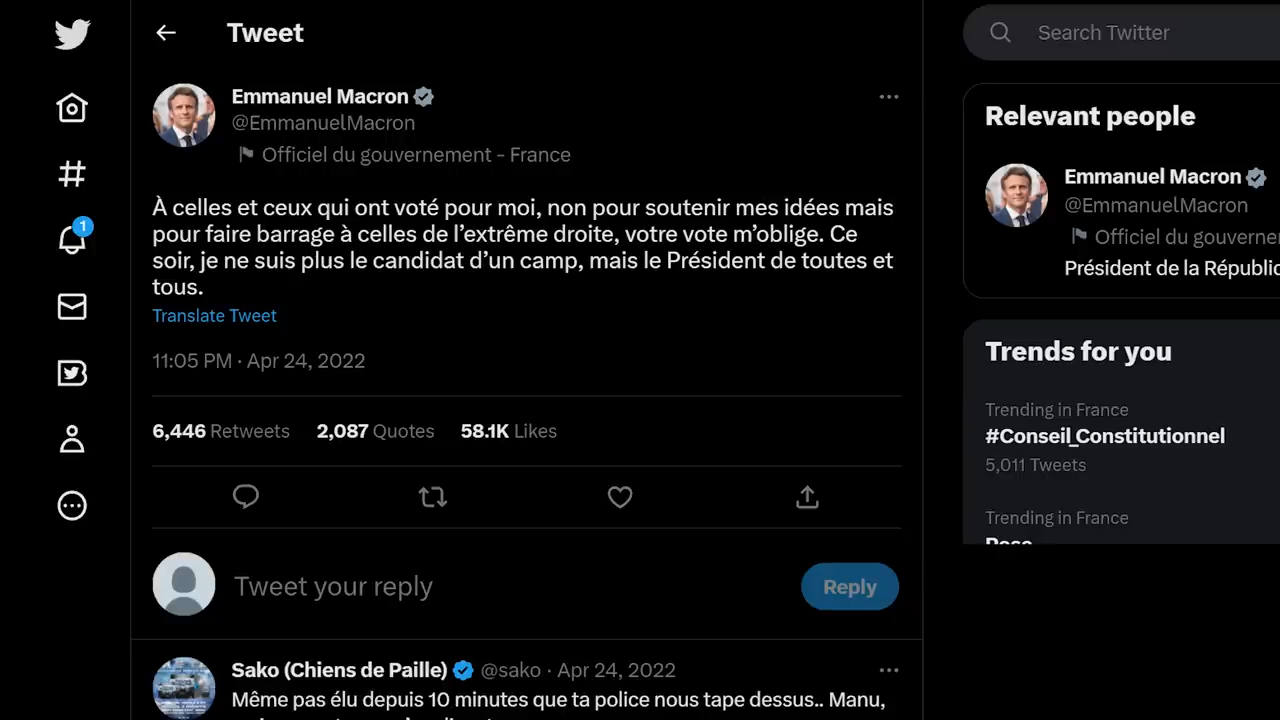 Tweet
Search Twitter
Emmanuel Macron
@EmmanuelMacron
Officiel du gouvernement - France
À celles et ceux qui ont voté pour moi, non pour soutenir mes idées mais
pour faire barrage à celles de l’extrême droite, votre vote m’oblige. Ce
soir, je ne suis plus le candidat d’un camp, mais le Président de toutes et
tous.
Translate Tweet
11:05 PM · Apr 24, 2022
6,446 Retweets 2,087 Quotes 58.1K Likes
Tweet your reply
Reply
Sako (Chiens de Paille) @sako · Apr 24, 2022
Même pas élu depuis 10 minutes que ta police nous tape dessus.. Manu,
1
Relevant people
Emmanuel Macron
@EmmanuelMacron
Officiel du
Président de la
Trends for you
Trending in France
#Conseil_Constitutionnel
5,011 Tweets
Trending in France